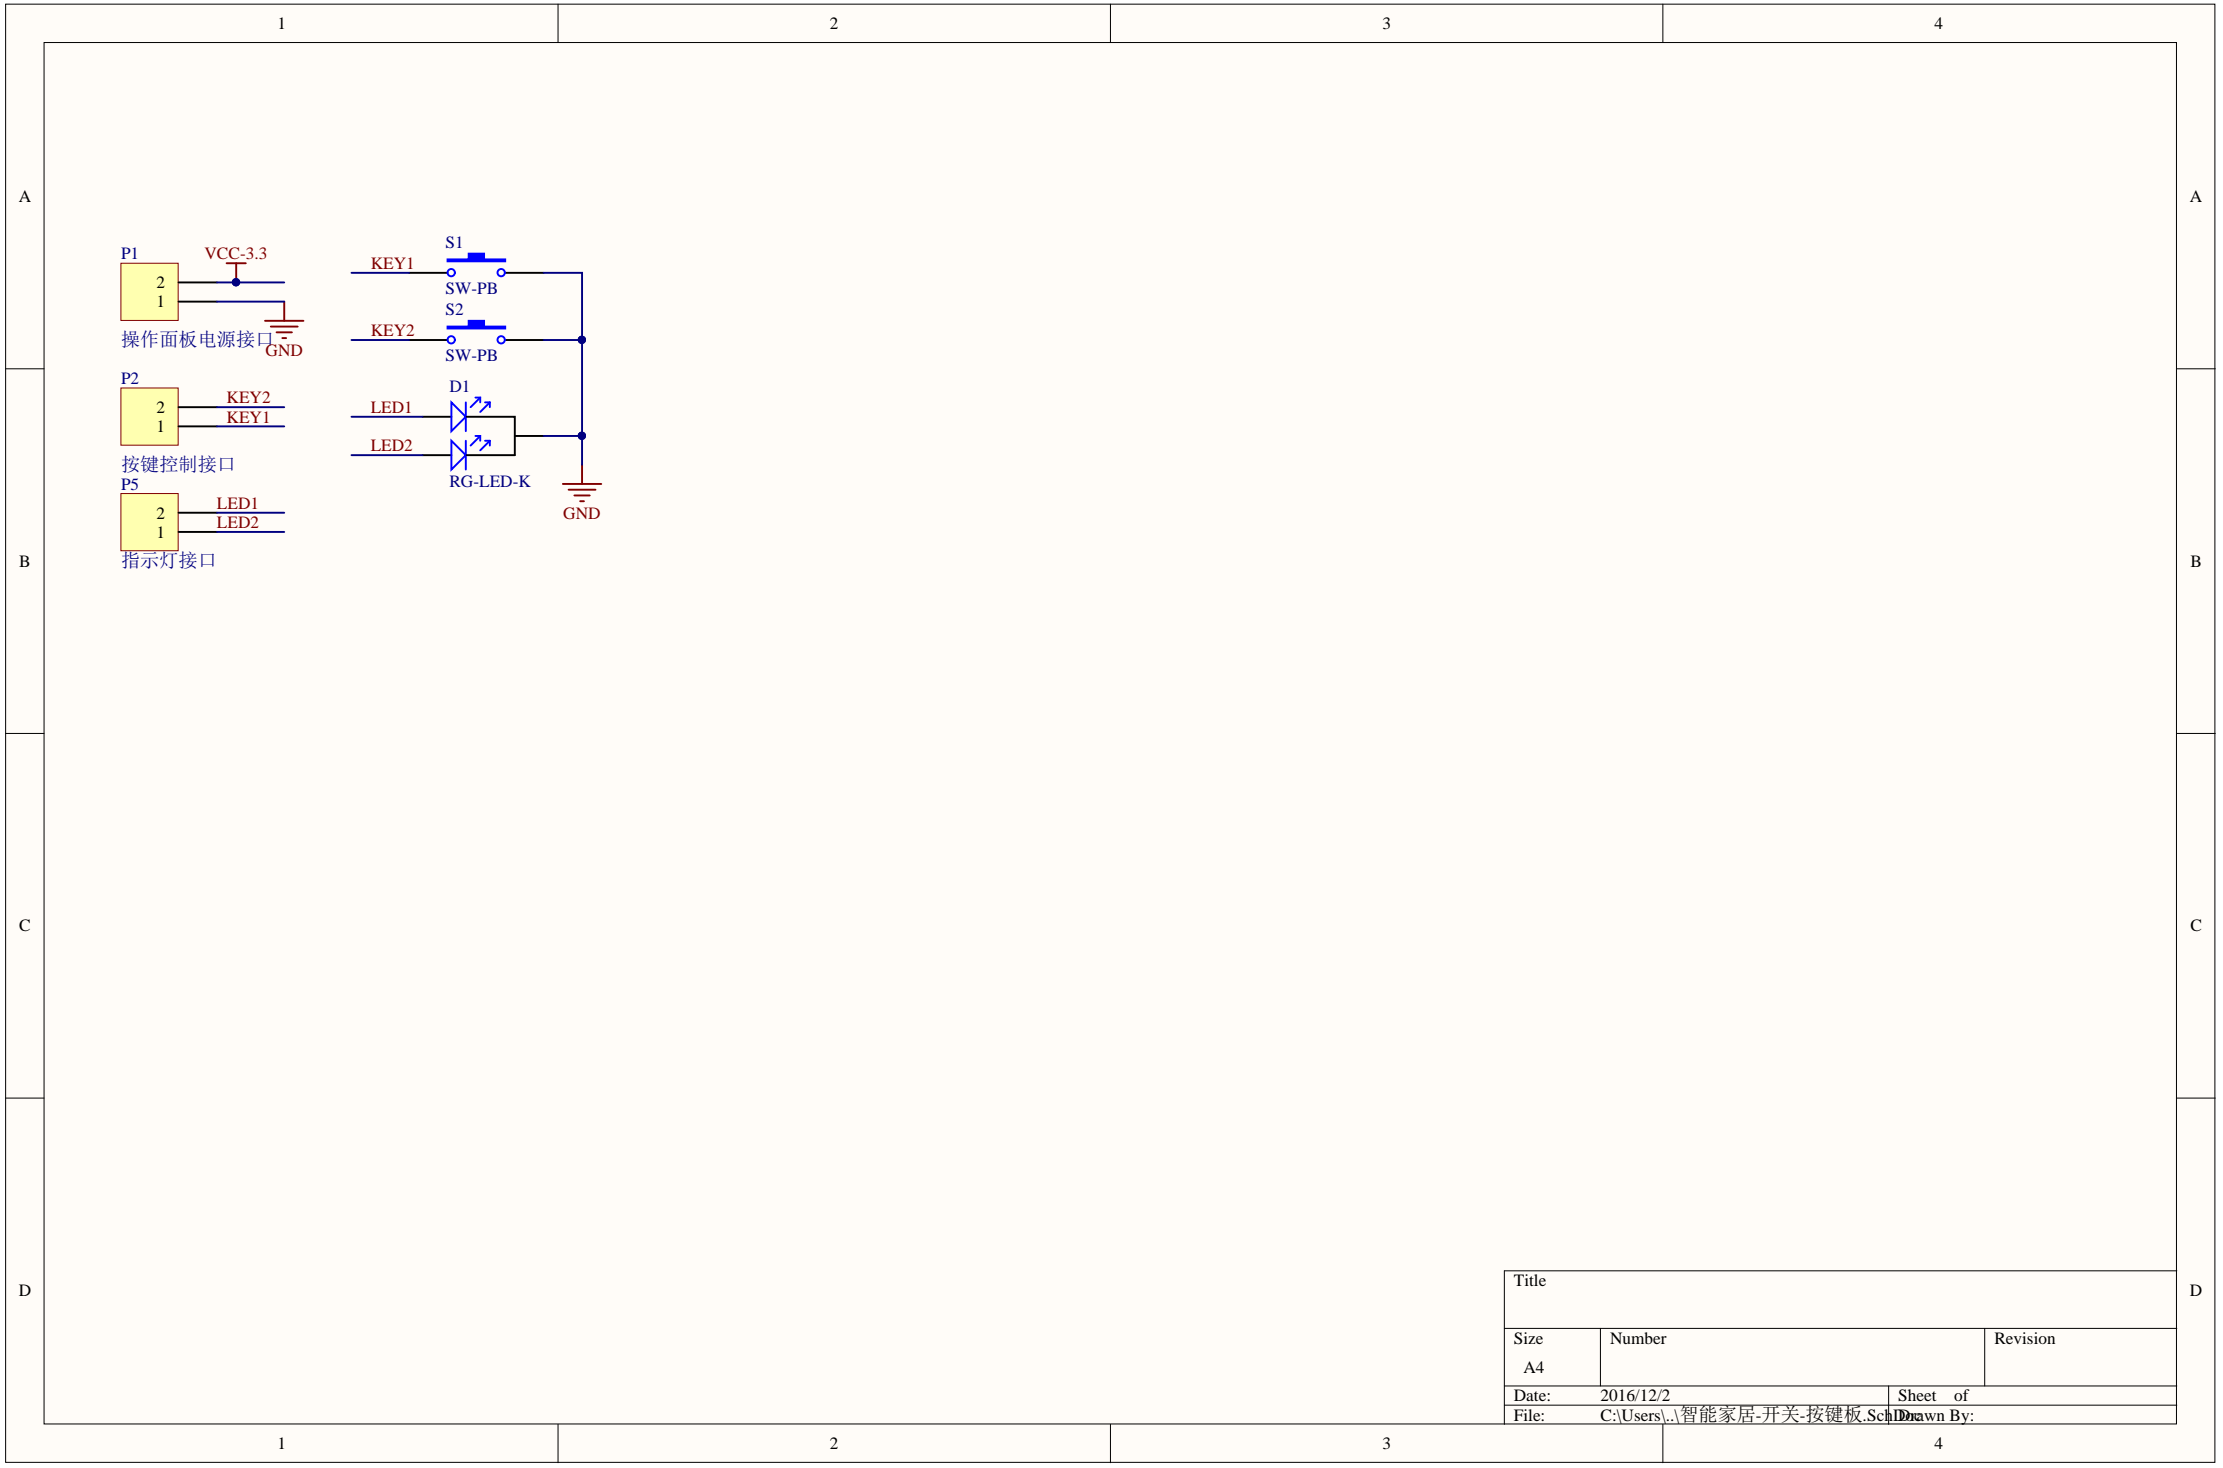 1 2 3 4
A A
P1
VCC-3.3
2
1
操作面板电源接口
GND
S1
KEY1
SW-PB
S2
KEY2
SW-PB
P2
2 KEY2
1 KEY1
按键控制接口
D1
LED1
LED2
RG-LED-K
GND
P5
2 LED1
1 LED2
指示灯接口
B B
C C
D D
Title
Size Number Revision
A4
Date: 2016/12/2 Sheet of
File: C:\Users\..\智能家居-开关-按键板.SchDoc Drawn By:
1 2 3 4